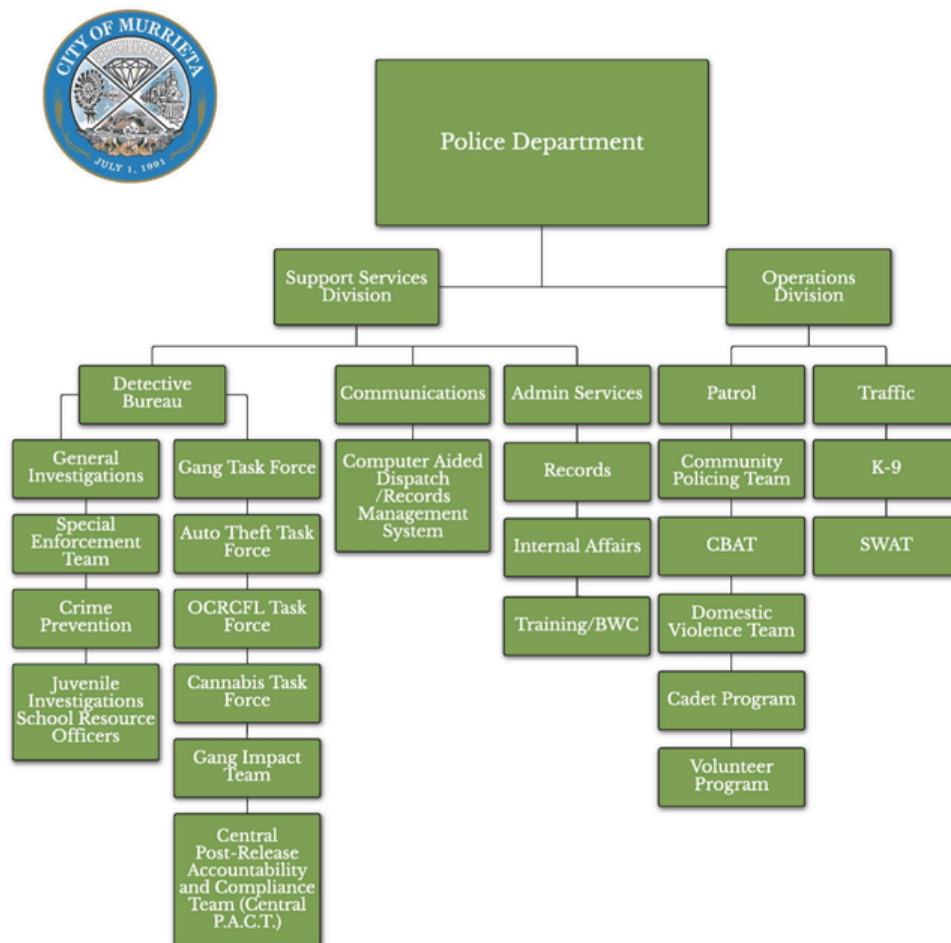 CITY OF MURRIETA
JULY 1, 1991
Police Department
Support Services
Division
Operations
Division
Detective
Bureau
Communications
Admin Services
Patrol
Traffic
General
Investigations
Gang Task Force
Computer Aided
Dispatch
/Records
Management
System
Records
Community
Policing Team
K-9
Special
Enforcement
Team
Auto Theft Task
Force
Internal Affairs
CBAT
SWAT
Crime
Prevention
OCRCFL Task
Force
Training/BWC
Domestic
Violence Team
Juvenile
Investigations
School Resource
Officers
Cannabis Task
Force
Cadet Program
Gang Impact
Team
Volunteer
Program
Central
Post-Release
Accountability
and Compliance
Team (Central
P.A.C.T.)